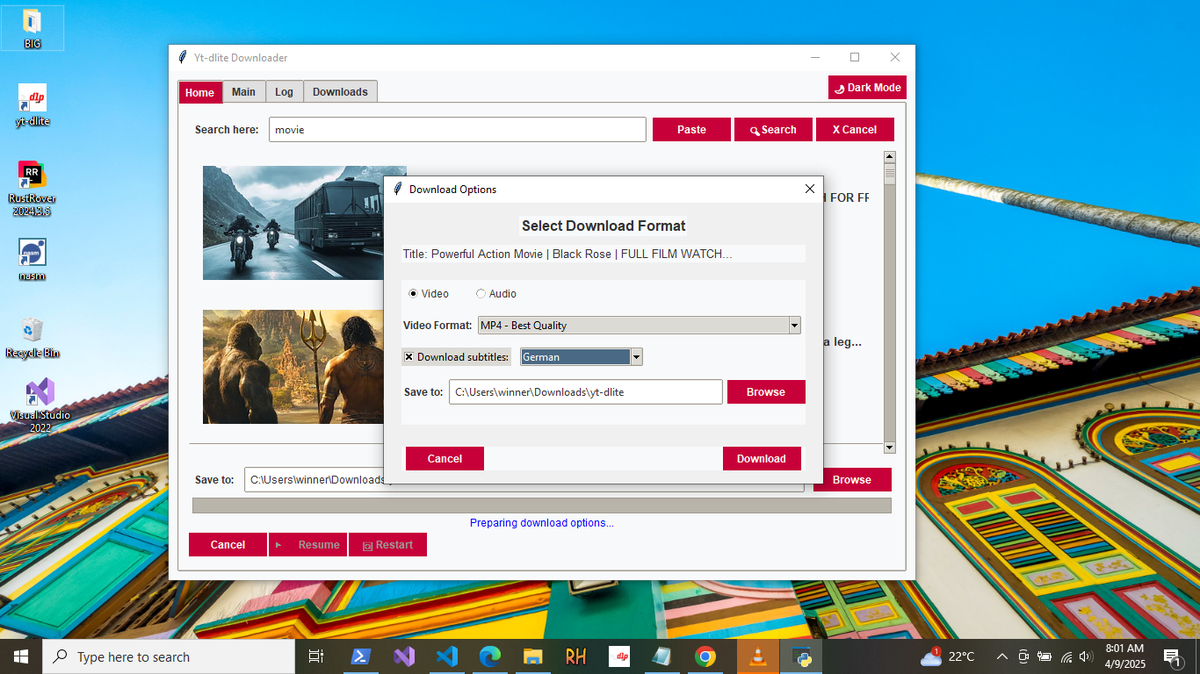 BIG
yt-dlite
RustRover
2024.3.5
nasm
Recycle Bin
Visual Studio
2022
dlp
RR
nasm
Yt-dlite Downloader
Home
Main
Log
Downloads
Dark Mode
Search here:
movie
Paste
Search
X Cancel
Download Options
Select Download Format
Title: Powerful Action Movie | Black Rose | FULL FILM WATCH...
Video
Audio
Video Format:
MP4 - Best Quality
Download subtitles:
German
Save to:
C:\Users\winner\Downloads\yt-dlite
Browse
Cancel
Download
FOR
a leg...
Save to:
C:\Users\winner\Downloads
Browse
Preparing download options...
Cancel
Resume
Restart
Type here to search
RH
dlp
1
22°C
8:01 AM
4/9/2025
1